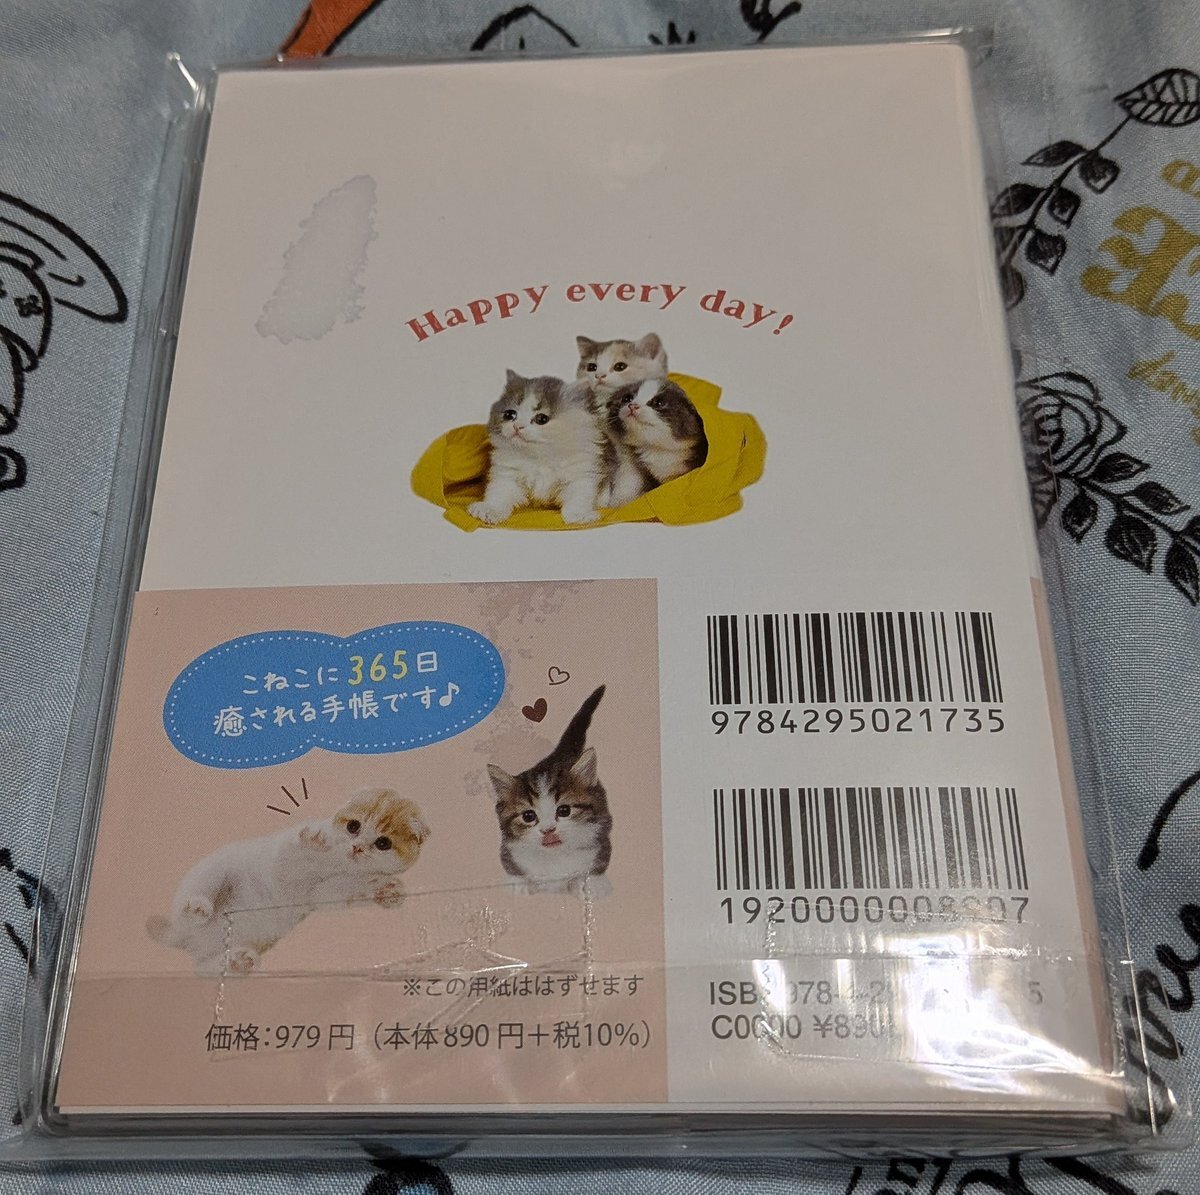 Happy every day!
こねこに365日
癒される手帳です♪
9784295021735
※この用紙ははずせます
価格:979円(本体890円+税10%)
C0000 ¥890